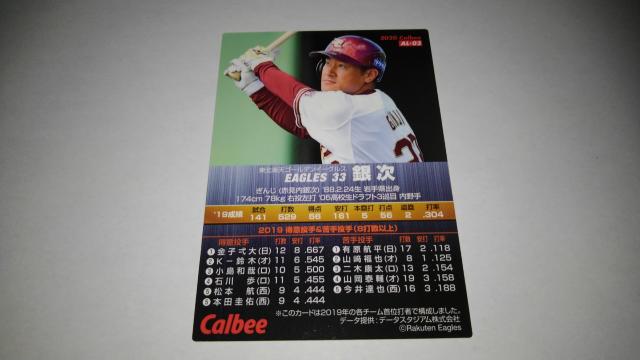 2020 Calbee
AL-03
東北楽天ゴールデンイーグルス
EAGLES 33 銀次
ぎんじ (赤見内銀次) '88.2.24生 岩手県出身
174cm 78kg 右投左打 '05高校生ドラフト3巡目 内野手
'19成績 試合 打数 得点 安打 本塁打 打点 盗塁 打率
141 529 56 161 5 56 2 .304
2019 得意投手&苦手投手(8打数以上)
得意投手 打数 安打 打率 苦手投手 打数 安打 打率
①金子弌大(日) 12 8 .667 ①有原航平(日) 17 2 .118
②K-鈴木(オ) 11 6 .545 ②山﨑福也(オ) 8 1 .125
③小島和哉(ロ) 10 5 .500 ③二木康太(ロ) 13 2 .154
④石川 歩(ロ) 11 5 .455 ④山岡泰輔(オ) 19 3 .158
⑤松本 航(西) 9 4 .444 ⑤今井達也(西) 16 3 .188
⑤本田圭佑(西) 9 4 .444
※このカードは2019年の各チーム首位打者で構成しました。
データ提供:データスタジアム株式会社
Calbee
©Rakuten Eagles